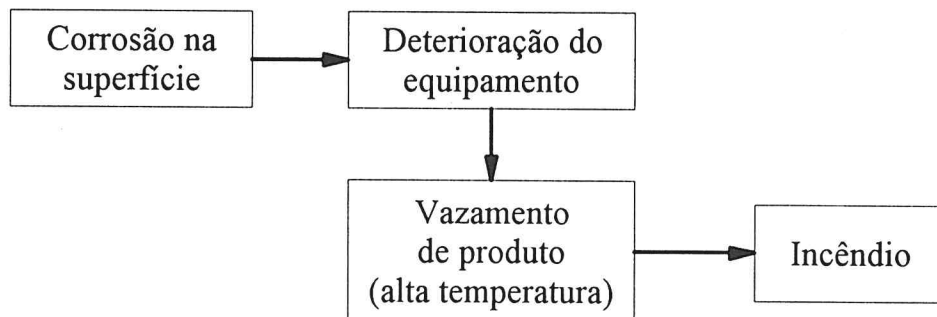 Corrosão na
superfície
Deterioração do
equipamento
Vazamento
de produto
(alta temperatura)
Incêndio